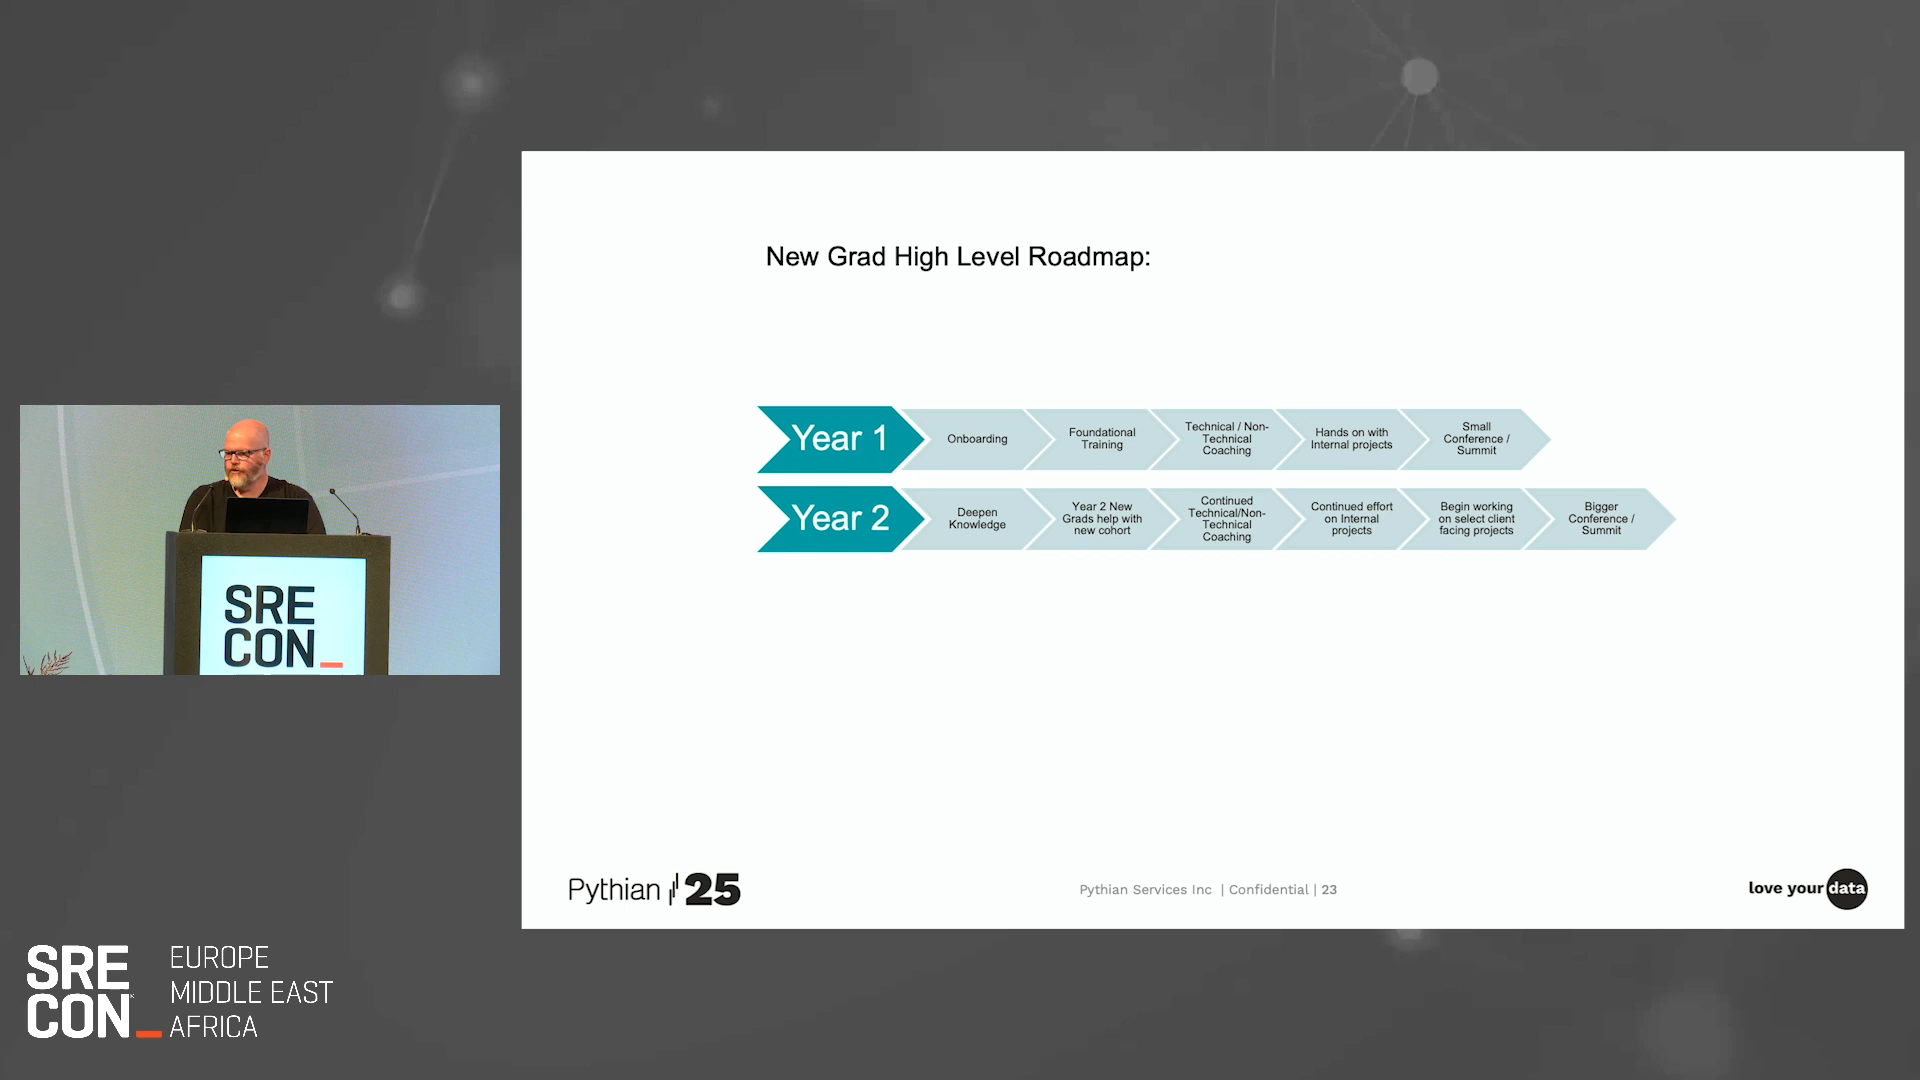 New Grad High Level Roadmap:
Year 1
Onboarding
Foundational
Training
Technical / Non-
Technical
Coaching
Hands on with
Internal projects
Small
Conference /
Summit
Year 2
Deepen
Knowledge
Year 2 New
Grads help with
new cohort
Continued
Technical/Non-
Technical
Coaching
Continued effort
on Internal
projects
Begin working
on select client
facing projects
Bigger
Conference /
Summit
SRE
CON_
Pythian 25
Pythian Services Inc | Confidential | 23
love your data
SRE
CON_
EUROPE
MIDDLE EAST
AFRICA